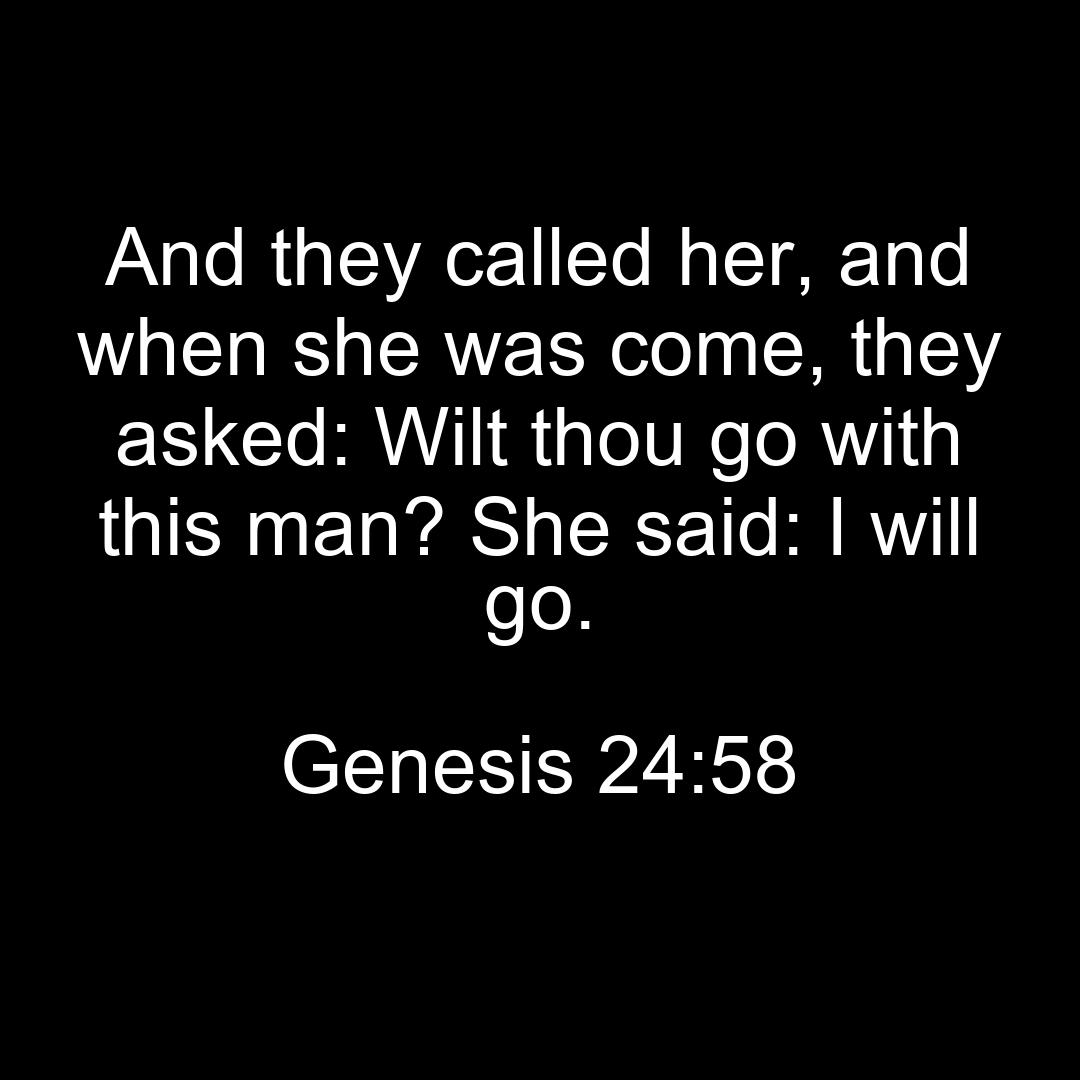 And they called her, and
when she was come, they
asked: Wilt thou go with
this man? She said: I will
go.
Genesis 24:58